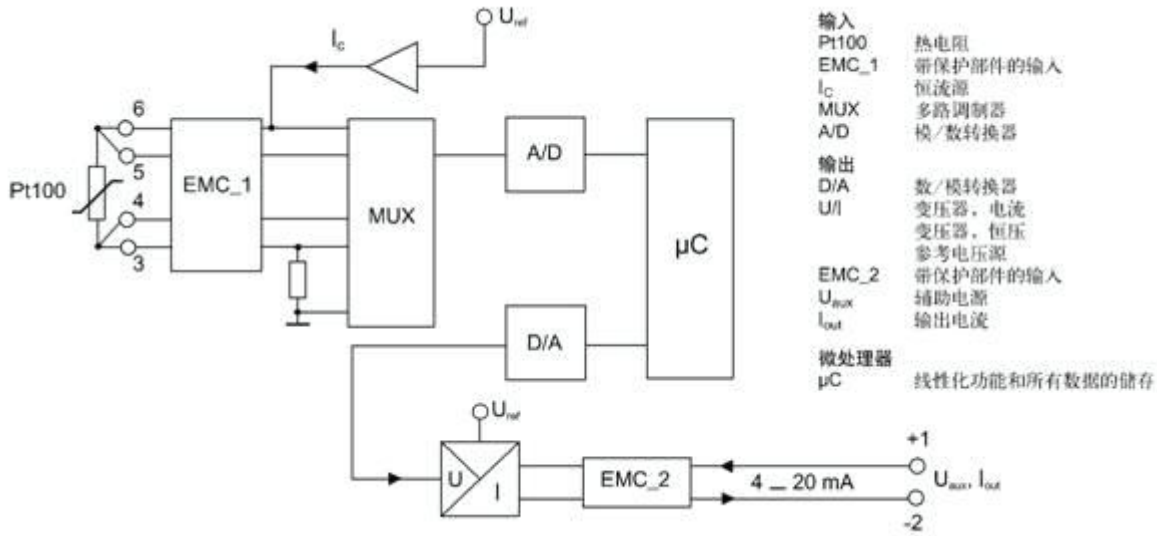 U_ref
I_c
6
5
Pt100
4
3
EMC_1
MUX
A/D
μC
D/A
U_ref
U
I
EMC_2
4 — 20 mA
+1
U_aux, I_out
-2
输入
Pt100 热电阻
EMC_1 带保护部件的输入
I_C 恒流源
MUX 多路调制器
A/D 模/数转换器
输出
D/A 数/模转换器
U/I 变压器、电流
变压器、恒压
参考电压源
EMC_2 带保护部件的输入
U_aux 辅助电源
I_out 输出电流
微处理器
μC 线性化功能和所有数据的储存